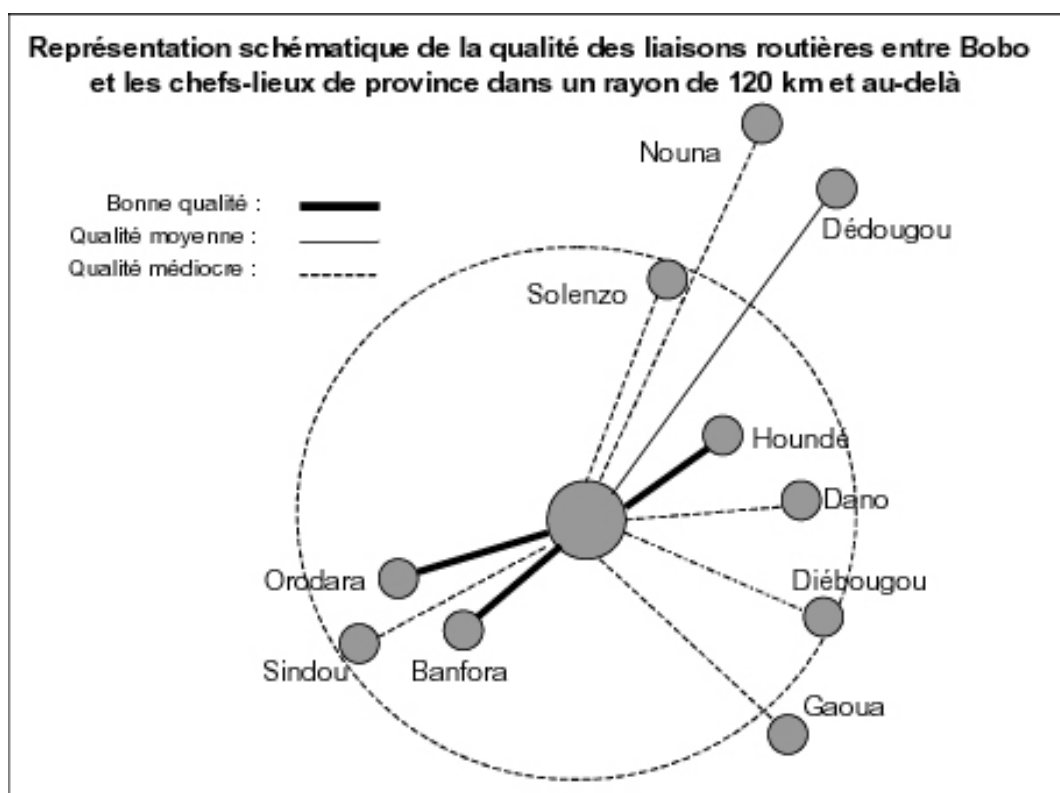 Représentation schématique de la qualité des liaisons routières entre Bobo
et les chefs-lieux de province dans un rayon de 120 km et au-delà
Nouna
Bonne qualité :
Qualité moyenne :
Qualité médiocre :
Dédougou
Solenzo
Houndé
Dano
Orodara
Diébougou
Sindou
Banfora
Gaoua